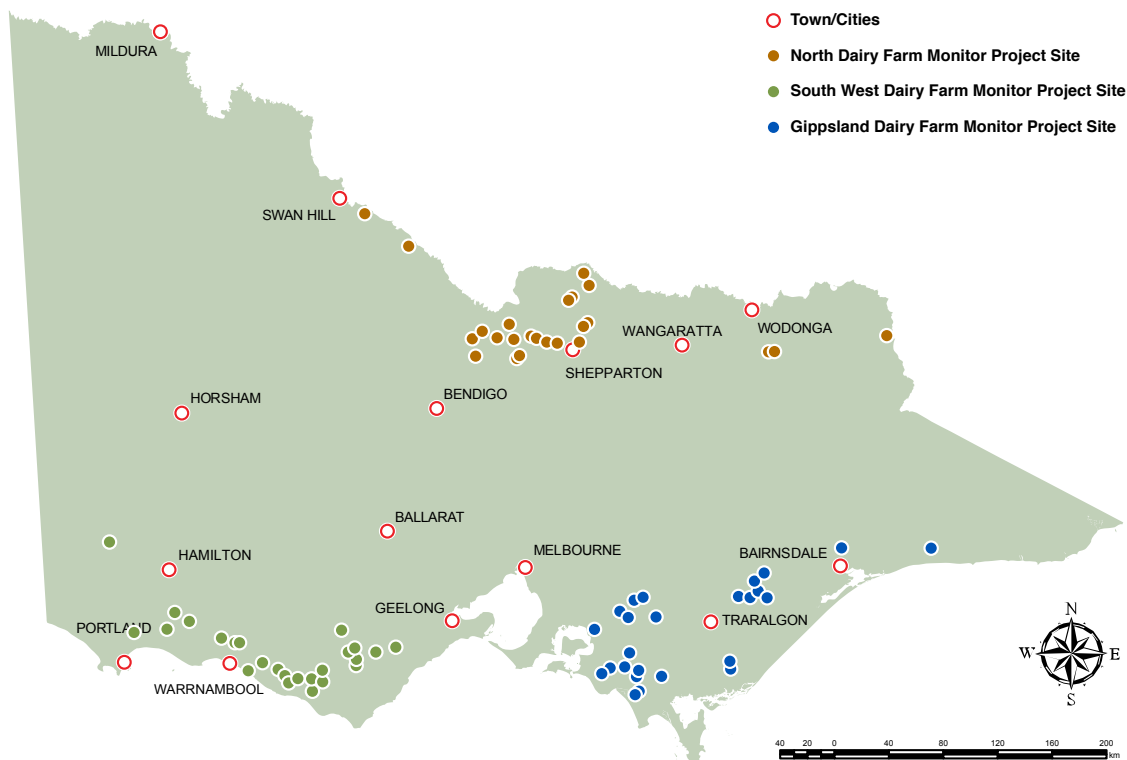 Town/Cities
MILDURA
North Dairy Farm Monitor Project Site
South West Dairy Farm Monitor Project Site
Gippsland Dairy Farm Monitor Project Site
SWAN HILL
WANGARATTA
WODONGA
SHEPPARTON
HORSHAM
BENDIGO
BALLARAT
HAMILTON
MELBOURNE
BAIRNSDALE
GEELONG
PORTLAND
TRARALGON
WARRNAMBOOL
N
W E
S
40 20 0 40 80 120 160 200
km